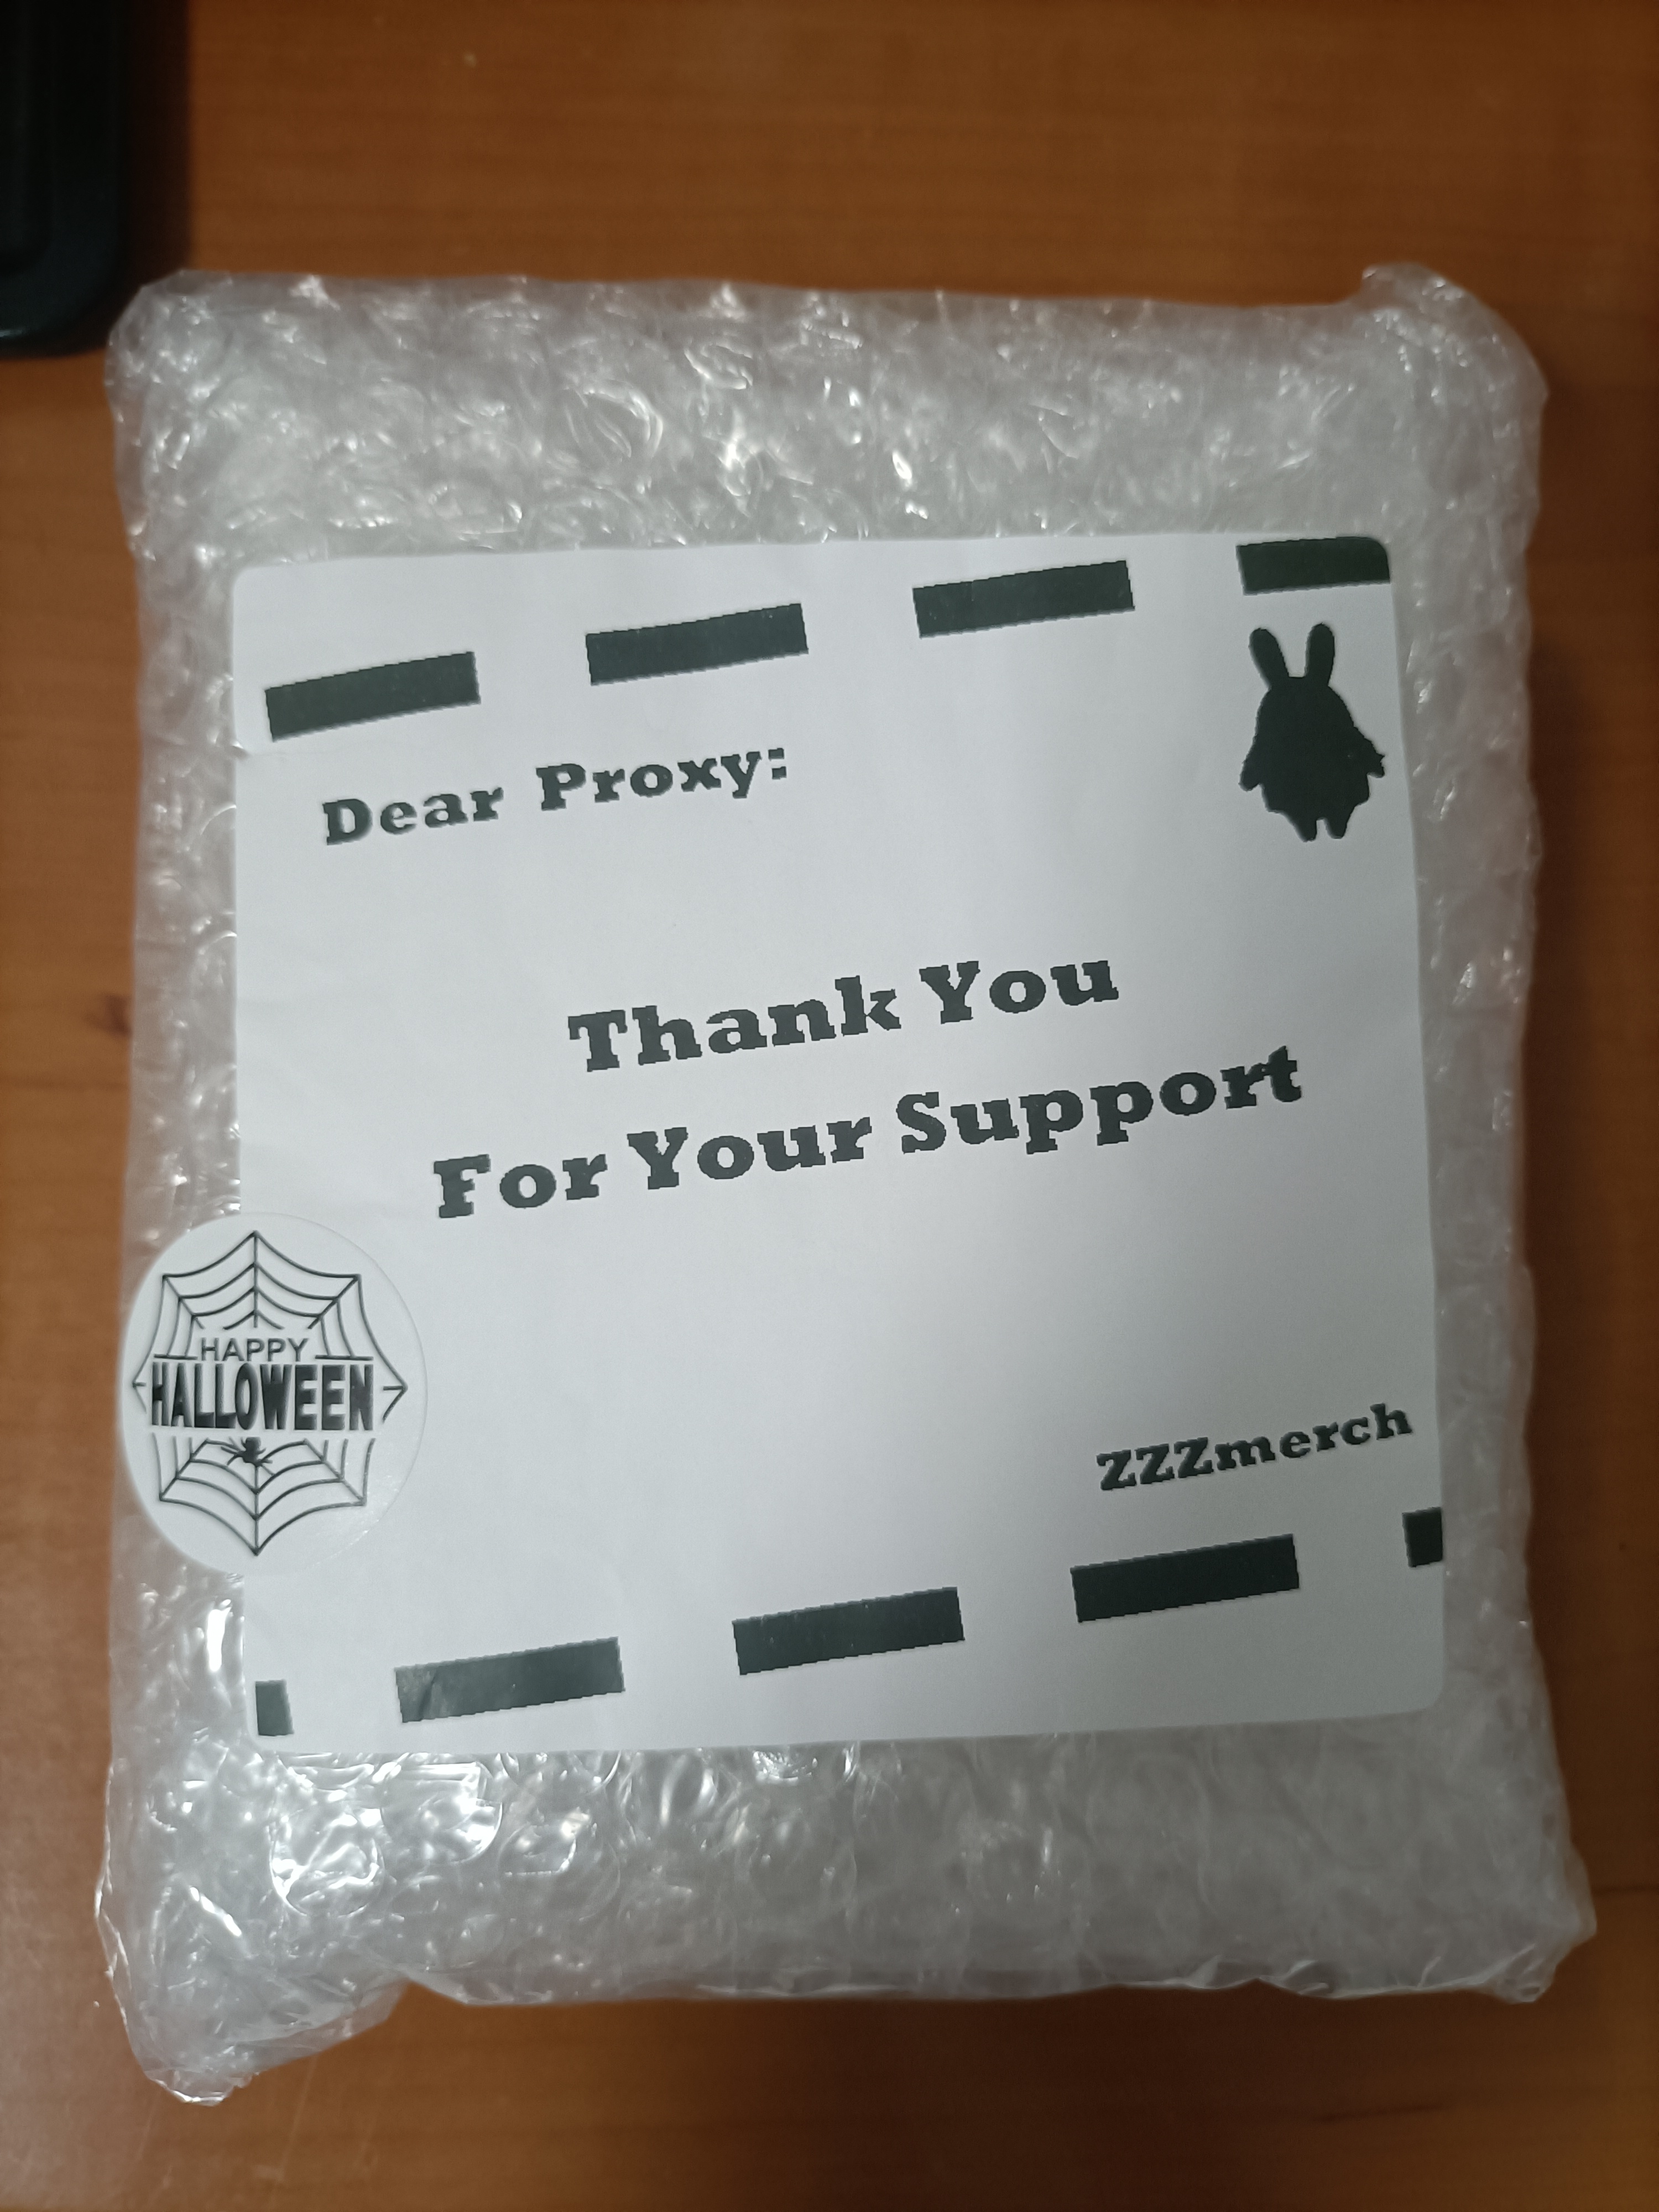 Dear Proxy:
Thank You
For Your Support
HAPPY
HALLOWEEN
ZZZmerch